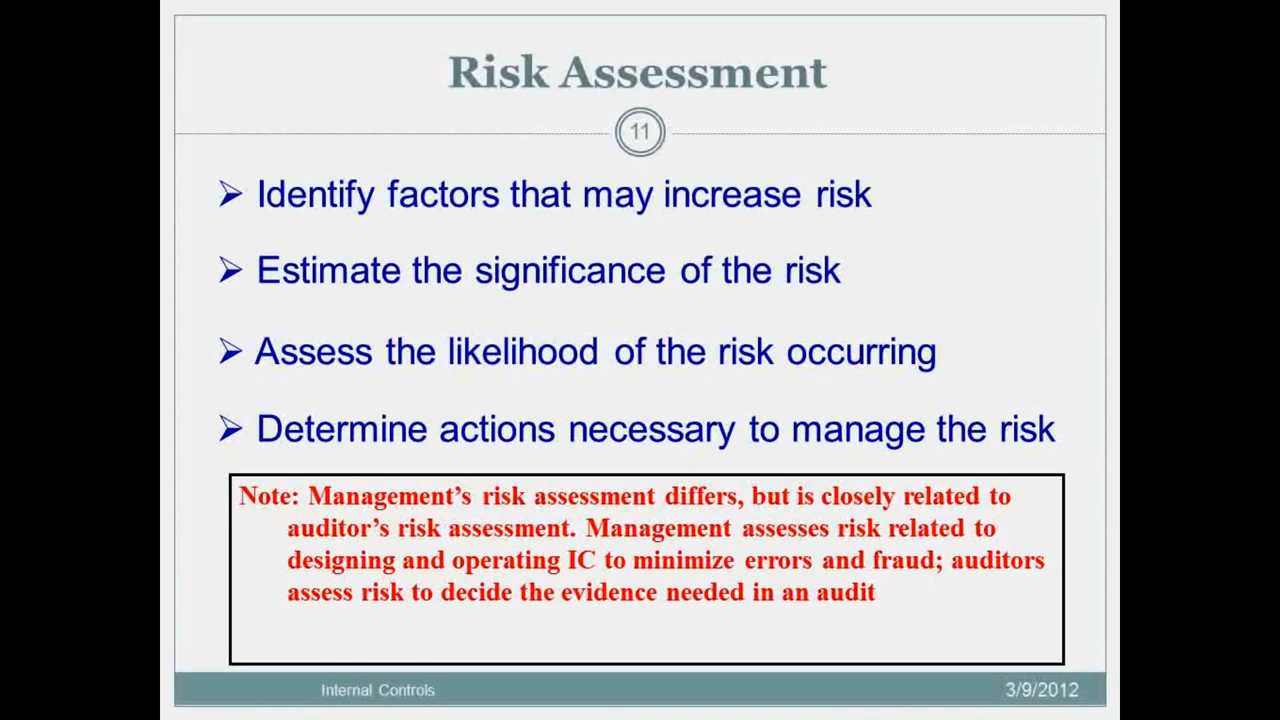 Risk Assessment
11
➢ Identify factors that may increase risk
➢ Estimate the significance of the risk
➢ Assess the likelihood of the risk occurring
➢ Determine actions necessary to manage the risk
Note: Management's risk assessment differs, but is closely related to
auditor's risk assessment. Management assesses risk related to
designing and operating IC to minimize errors and fraud; auditors
assess risk to decide the evidence needed in an audit
Internal Controls
3/9/2012